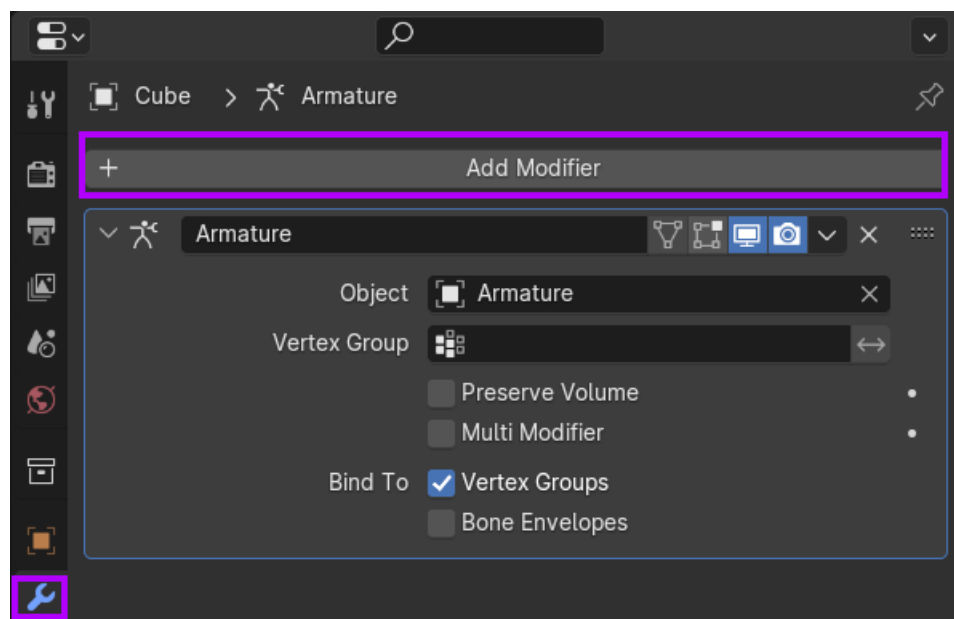 Cube > Armature
Add Modifier
Armature
Object Armature
Vertex Group
Preserve Volume
Multi Modifier
Bind To Vertex Groups
Bone Envelopes